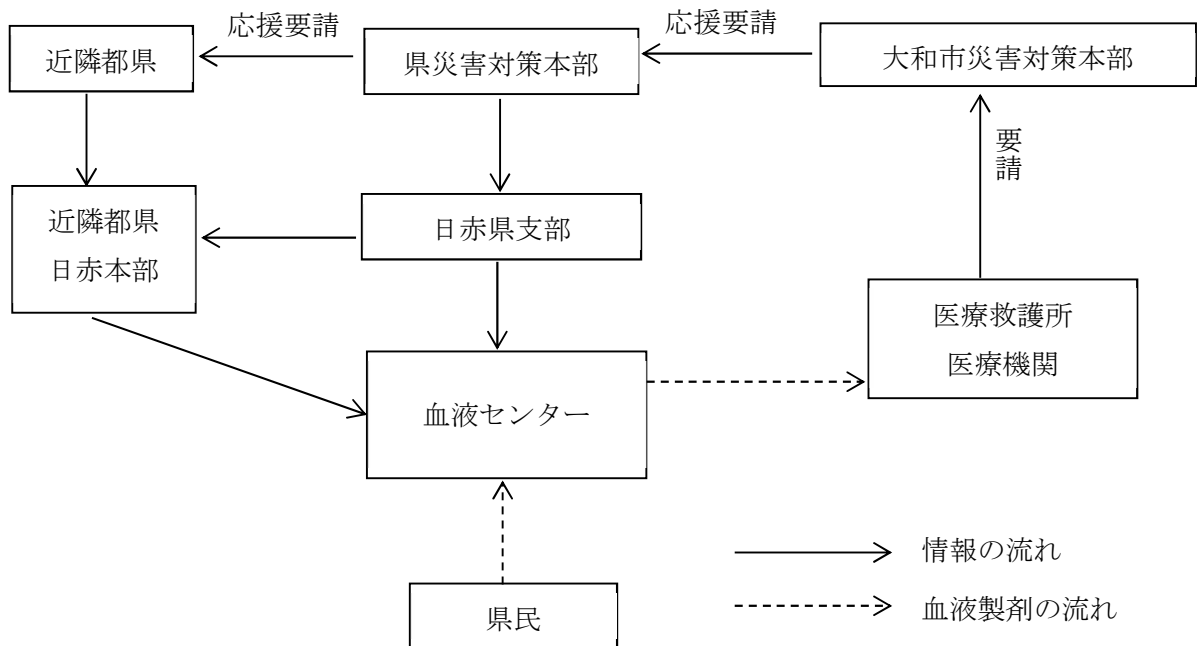 応援要請
応援要請
近隣都県
県災害対策本部
大和市災害対策本部
要請
近隣都県
日赤本部
日赤県支部
医療救護所
医療機関
血液センター
情報の流れ
血液製剤の流れ
県民